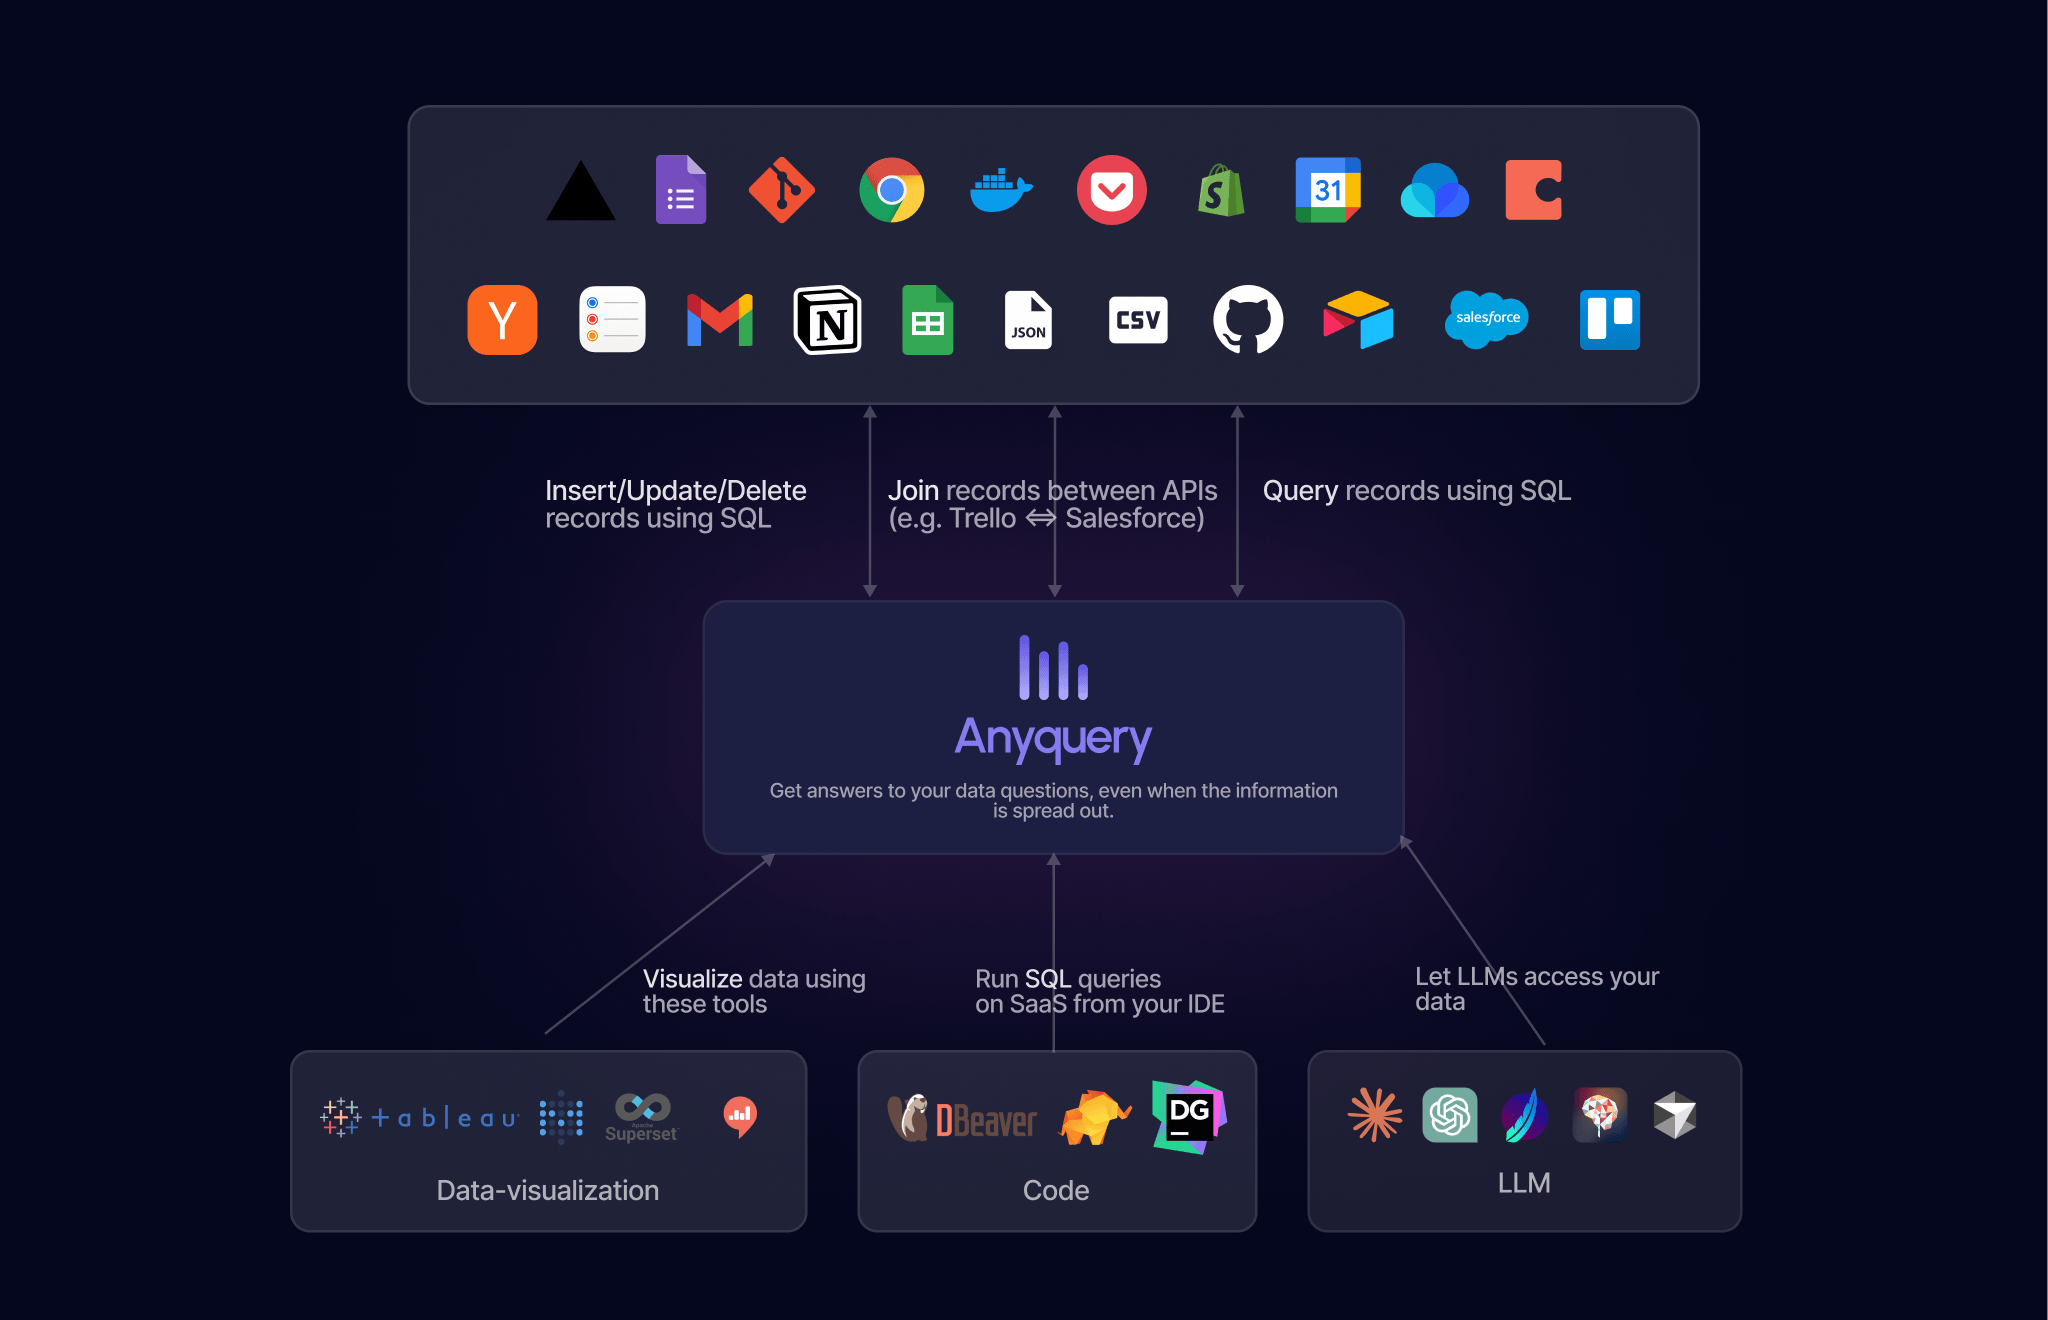 31
Y
N
JSON
CSV
salesforce
Insert/Update/Delete
records using SQL
Join records between APIs
(e.g. Trello ⇔ Salesforce)
Query records using SQL
Anyquery
Get answers to your data questions, even when the information
is spread out.
Visualize data using
these tools
Run SQL queries
on SaaS from your IDE
Let LLMs access your
data
tableau
Apache
Superset
DBeaver
DG
Data-visualization
Code
LLM